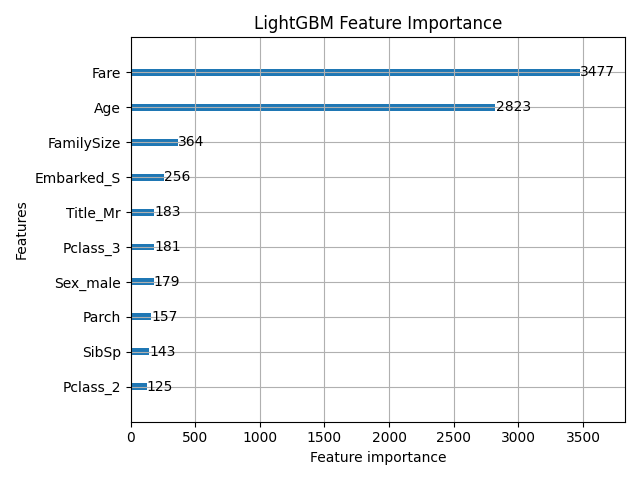 LightGBM Feature Importance
Fare 3477
Age 2823
FamilySize 364
Embarked_S 256
Title_Mr 183
Pclass_3 181
Sex_male 179
Parch 157
SibSp 143
Pclass_2 125
Features
0 500 1000 1500 2000 2500 3000 3500
Feature importance